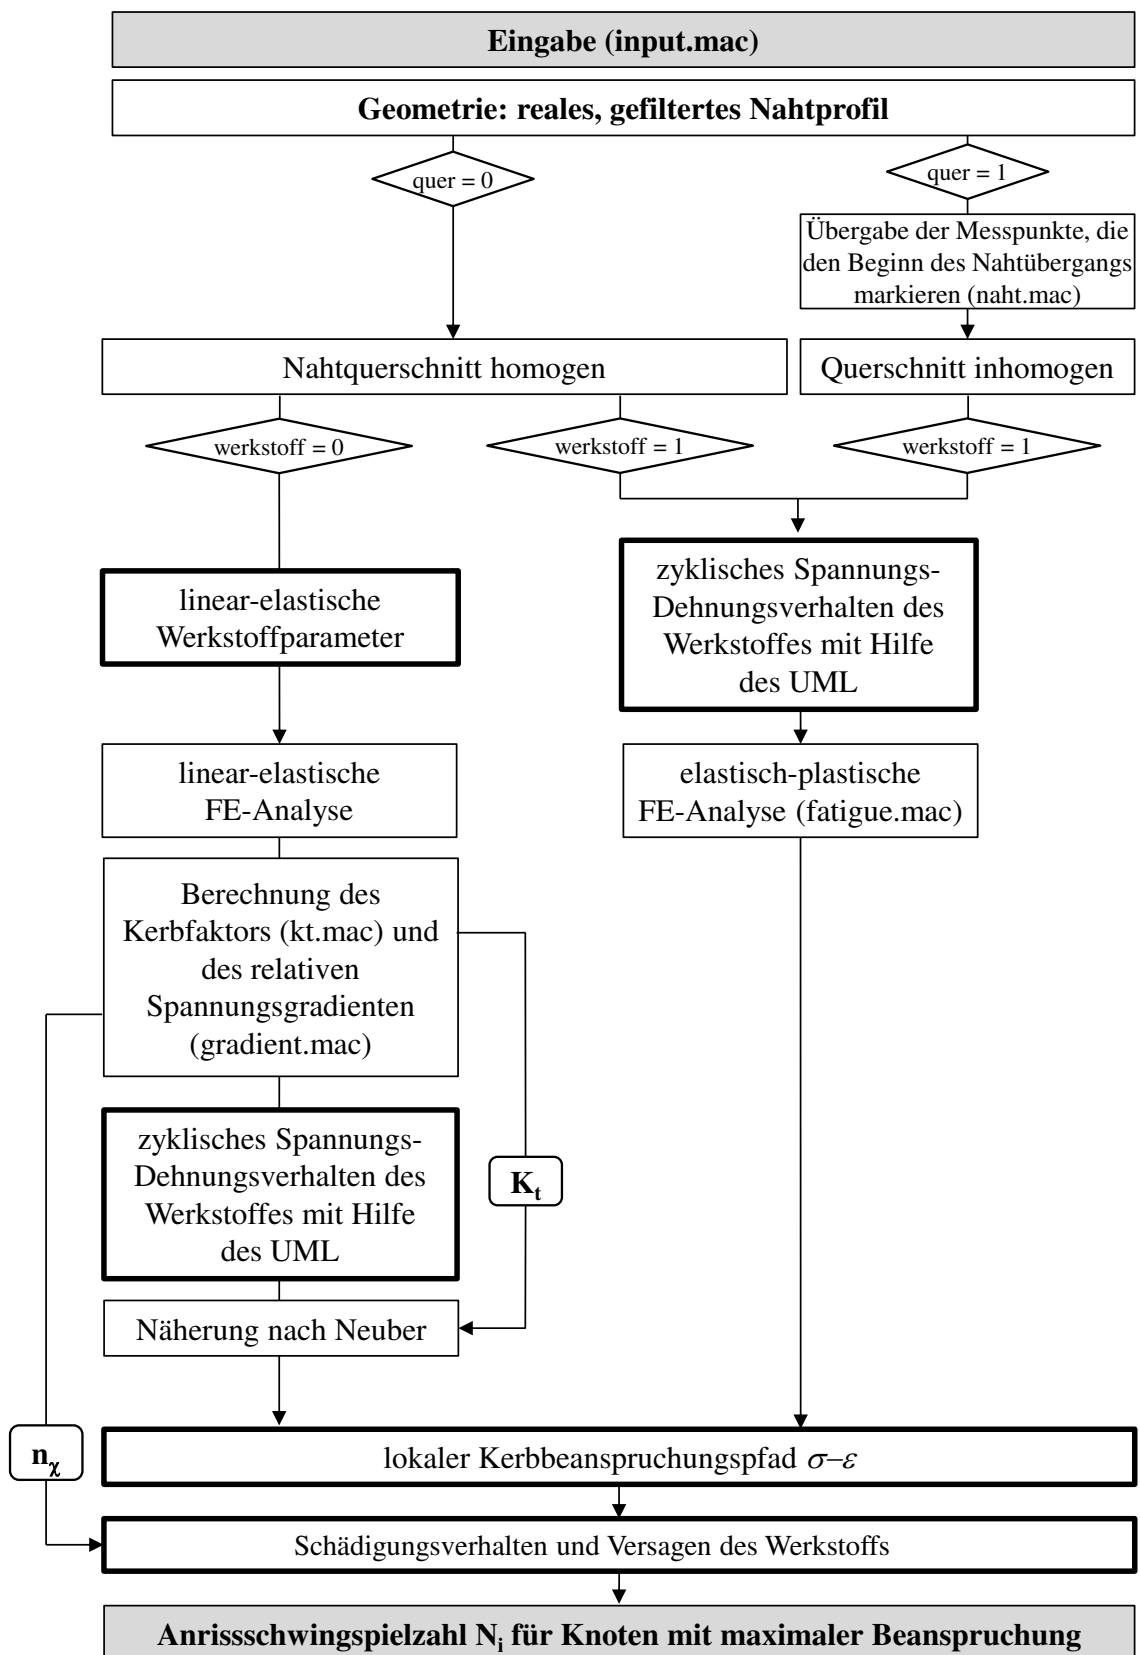 Eingabe (input.mac)
Geometrie: reales, gefiltertes Nahtprofil
quer = 0
quer = 1
Übergabe der Messpunkte, die
den Beginn des Nahtübergangs
markieren (naht.mac)
Nahtquerschnitt homogen
Querschnitt inhomogen
werkstoff = 0
werkstoff = 1
werkstoff = 1
linear-elastische
Werkstoffparameter
zyklisches Spannungs-
Dehnungsverhalten des
Werkstoffes mit Hilfe
des UML
linear-elastische
FE-Analyse
elastisch-plastische
FE-Analyse (fatigue.mac)
Berechnung des
Kerbfaktors (kt.mac) und
des relativen
Spannungsgradienten
(gradient.mac)
zyklisches Spannungs-
Dehnungsverhalten des
Werkstoffes mit Hilfe
des UML
Kₜ
Näherung nach Neuber
nᵪ
lokaler Kerbbeanspruchungspfad σ–ε
Schädigungsverhalten und Versagen des Werkstoffs
Anrissschwingspielzahl Nᵢ für Knoten mit maximaler Beanspruchung